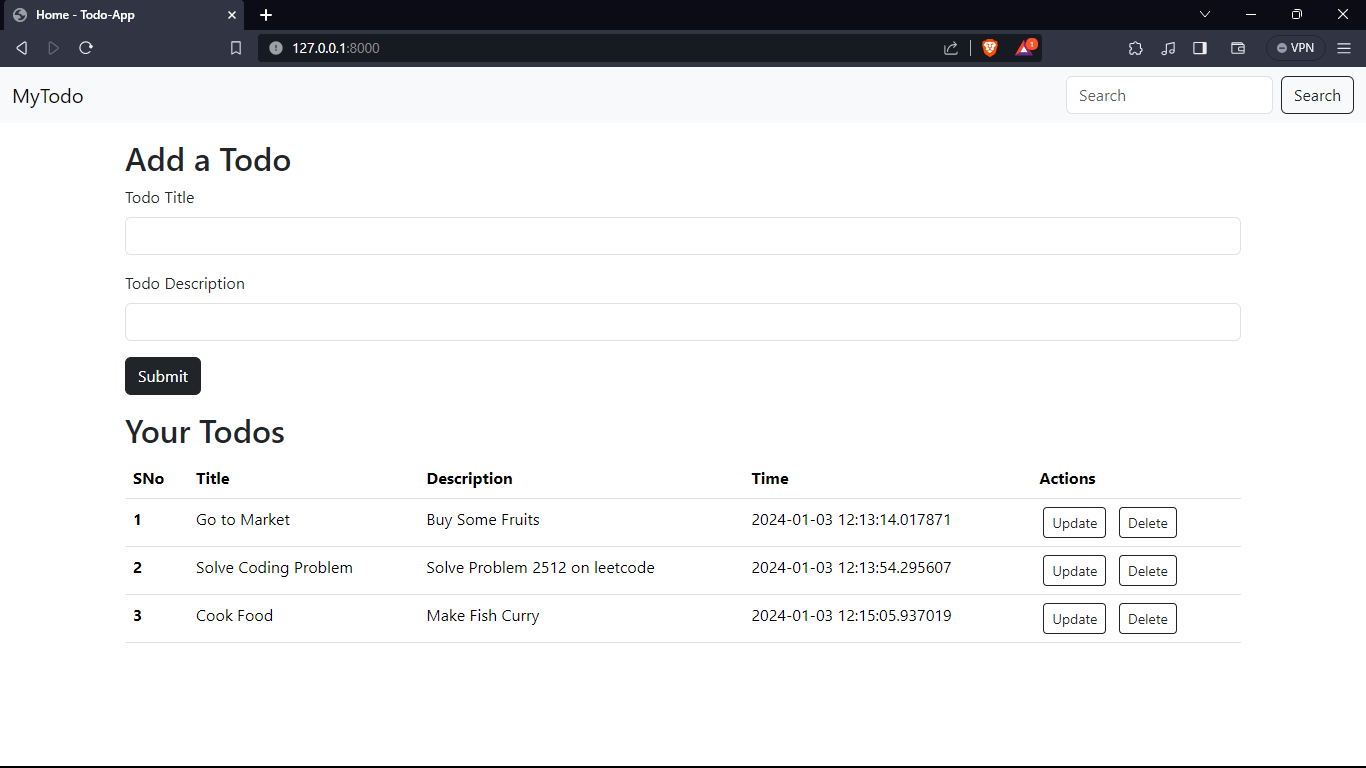 Home - Todo-App
127.0.0.1:8000
1
VPN
MyTodo
Search
Search
Add a Todo
Todo Title
Todo Description
Submit
Your Todos
SNo Title Description Time Actions
1 Go to Market Buy Some Fruits 2024-01-03 12:13:14.017871 Update Delete
2 Solve Coding Problem Solve Problem 2512 on leetcode 2024-01-03 12:13:54.295607 Update Delete
3 Cook Food Make Fish Curry 2024-01-03 12:15:05.937019 Update Delete